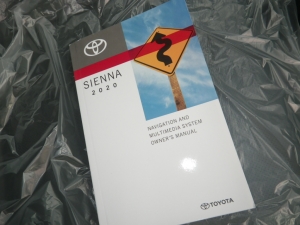 SIENNA
2020
NAVIGATION AND
MULTIMEDIA SYSTEM
OWNER'S MANUAL
TOYOTA